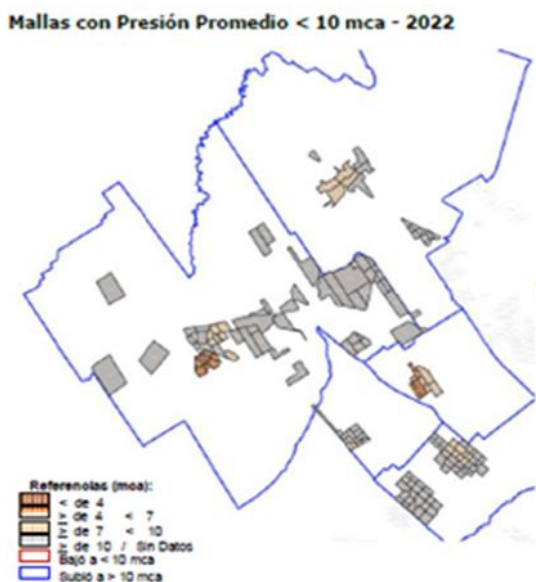 Mallas con Presión Promedio < 10 mca - 2022
Referencias (mca):
< de 4
≥ de 4 < 7
≥ de 7 < 10
≥ de 10 / Sin Datos
Bajó a < 10 mca
Subió a > 10 mca